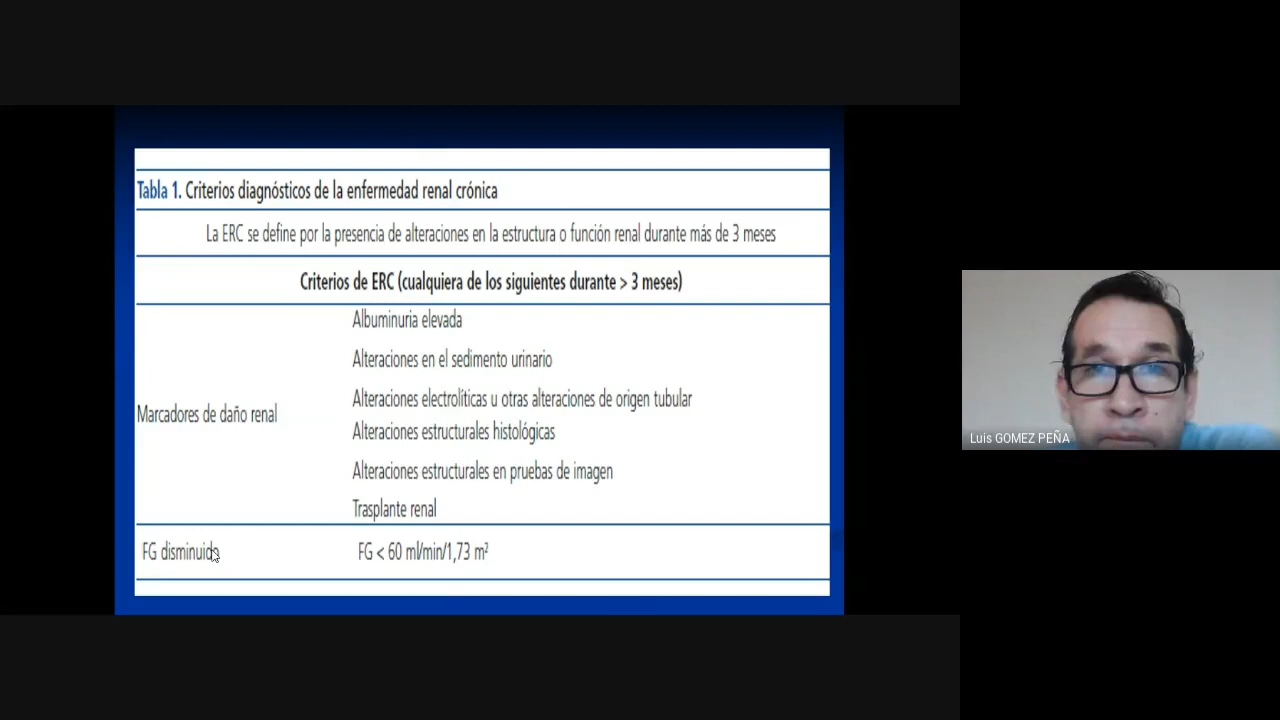 Tabla 1. Criterios diagnósticos de la enfermedad renal crónica
La ERC se define por la presencia de alteraciones en la estructura o función renal durante más de 3 meses
Criterios de ERC (cualquiera de los siguientes durante > 3 meses)
Marcadores de daño renal
Albuminuria elevada
Alteraciones en el sedimento urinario
Alteraciones electrolíticas u otras alteraciones de origen tubular
Alteraciones estructurales histológicas
Alteraciones estructurales en pruebas de imagen
Trasplante renal
FG disminuido
FG < 60 ml/min/1,73 m²
Luis GOMEZ PEÑA